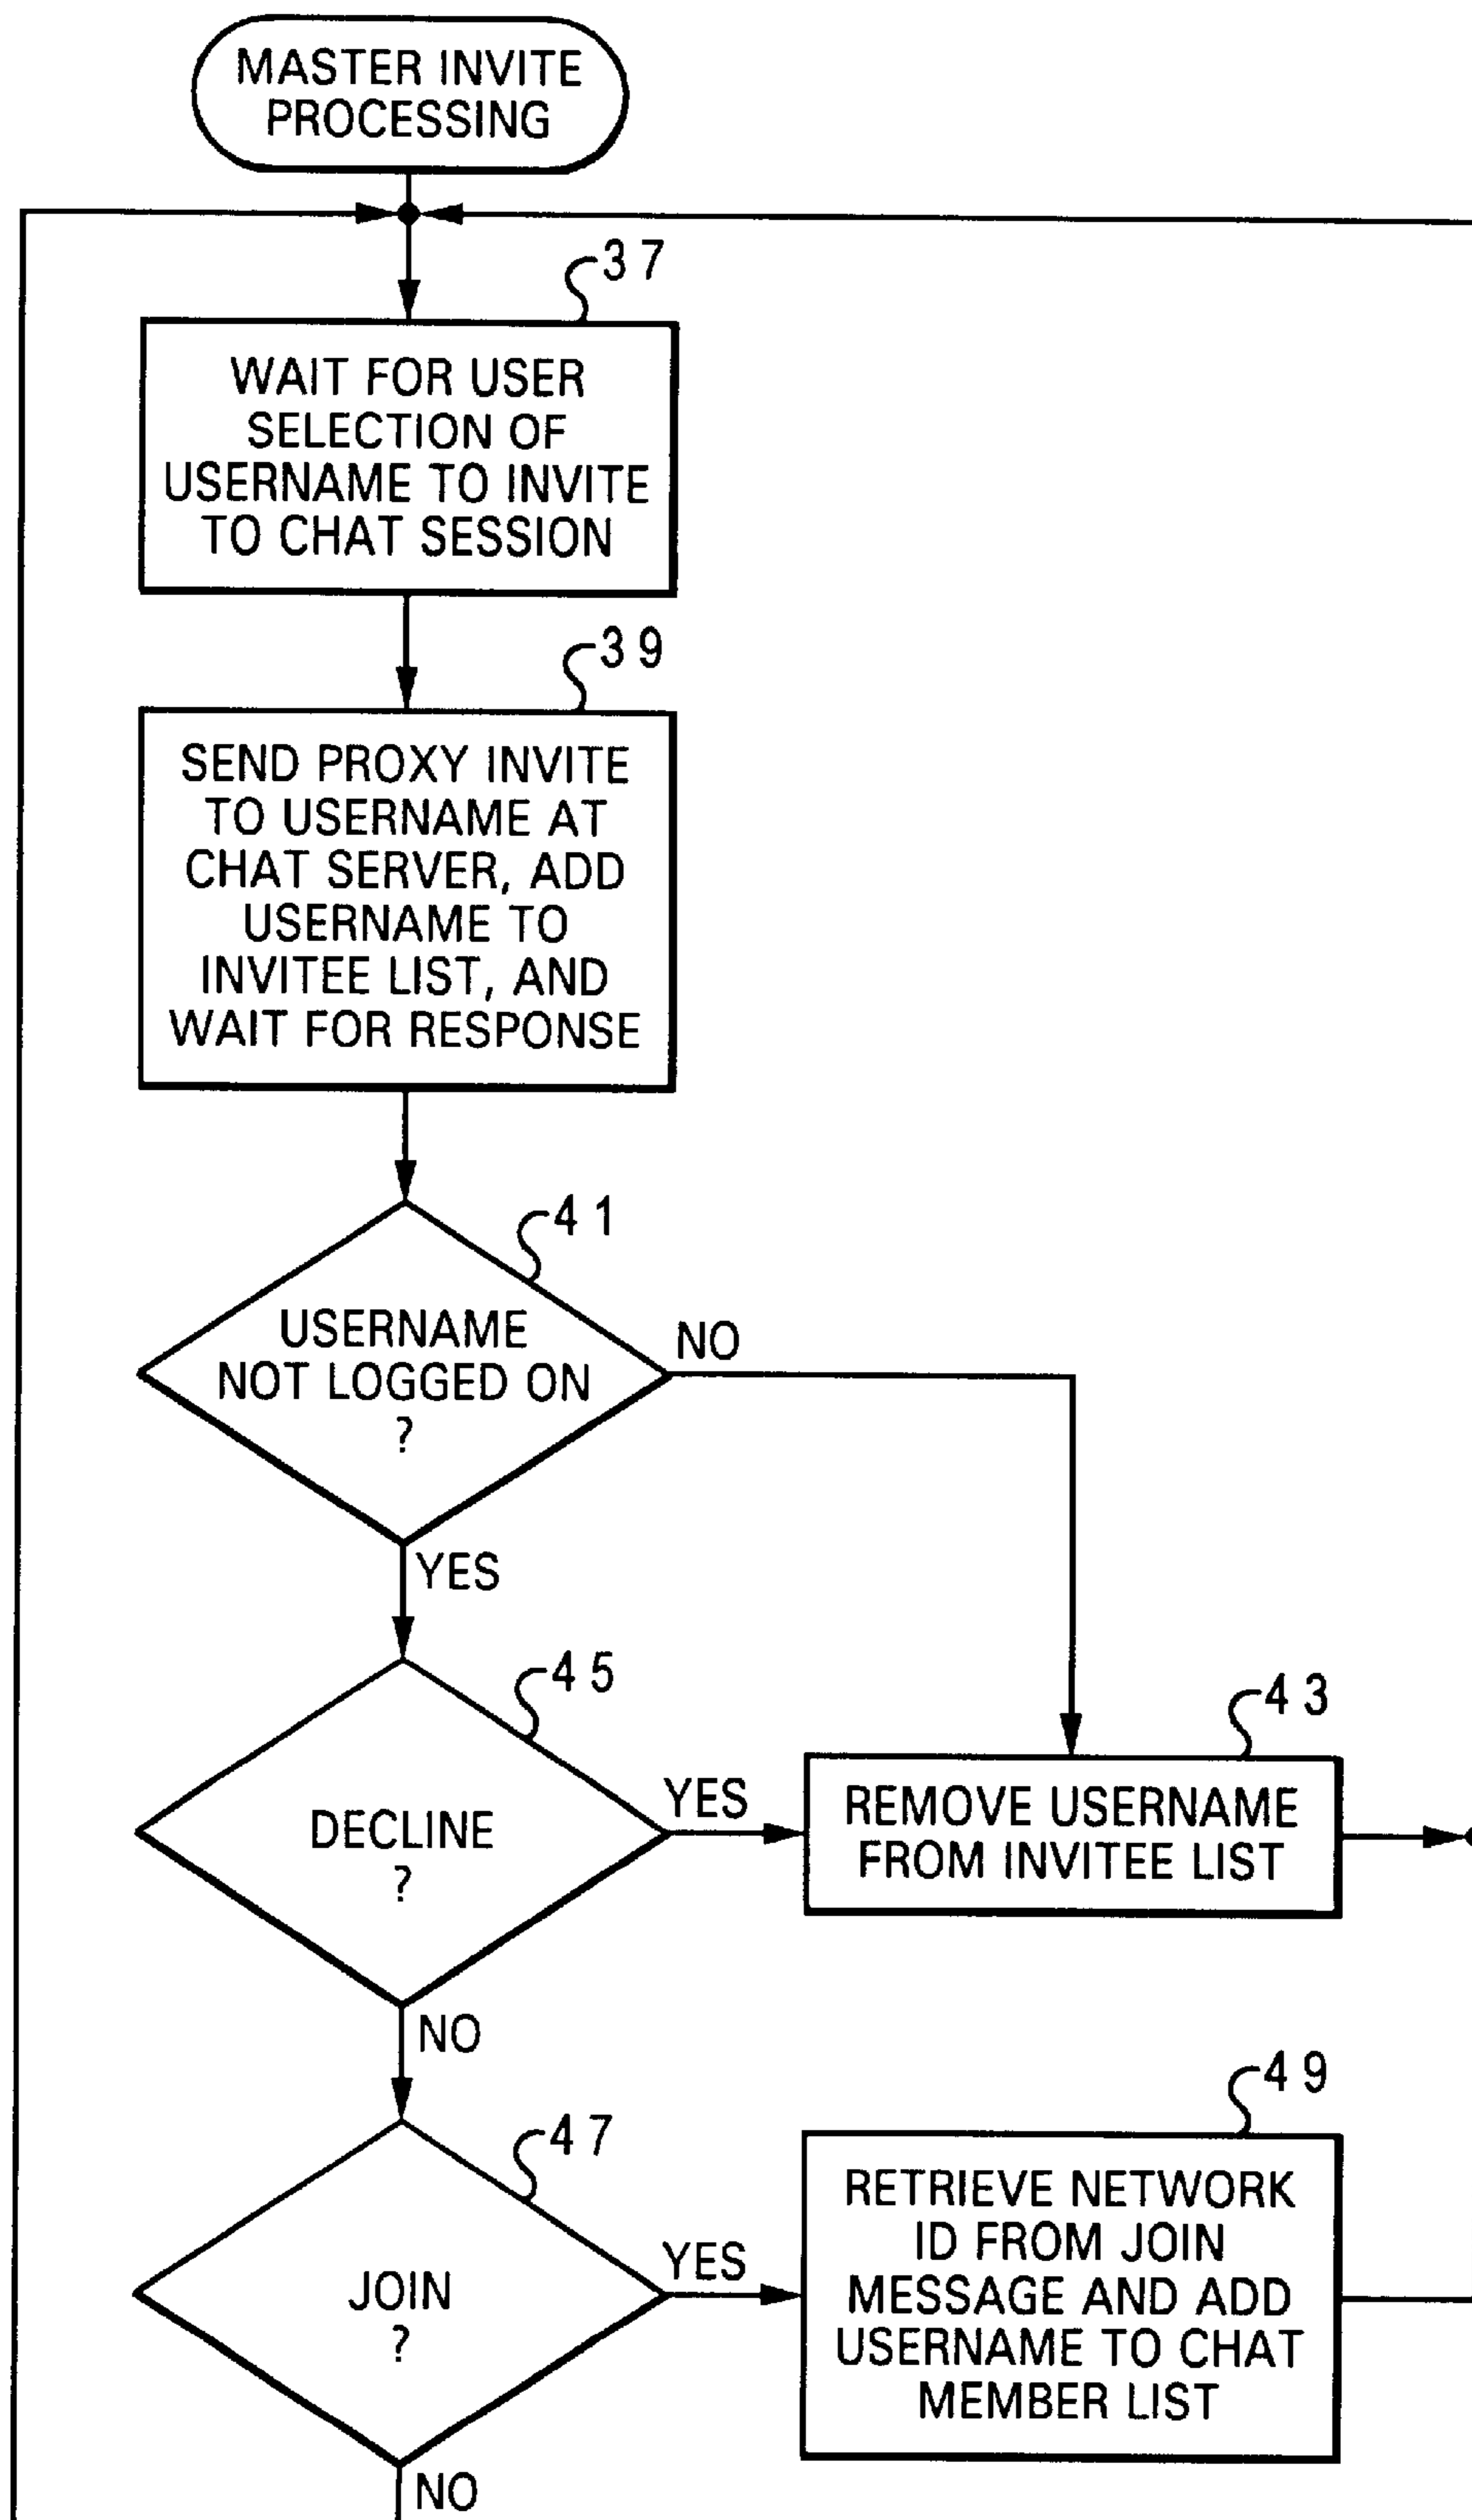 MASTER INVITE
PROCESSING
37
WAIT FOR USER
SELECTION OF
USERNAME TO INVITE
TO CHAT SESSION
39
SEND PROXY INVITE
TO USERNAME AT
CHAT SERVER, ADD
USERNAME TO
INVITEE LIST, AND
WAIT FOR RESPONSE
41
USERNAME
NOT LOGGED ON
?
NO
YES
45
DECLINE
?
YES
43
REMOVE USERNAME
FROM INVITEE LIST
NO
47
JOIN
?
YES
49
RETRIEVE NETWORK
ID FROM JOIN
MESSAGE AND ADD
USERNAME TO CHAT
MEMBER LIST
NO